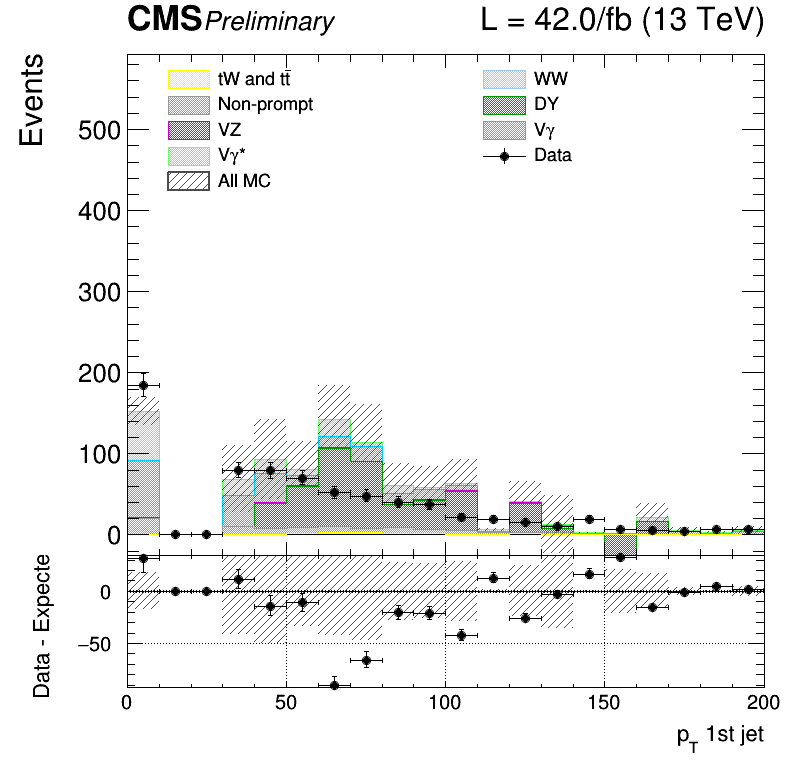 CMS Preliminary L = 42.0/fb (13 TeV)
Events
tW and tt̄
Non-prompt
VZ
Vγ*
All MC
WW
DY
Vγ
Data
500
400
300
200
100
0
Data - Expecte
0
−50
0 50 100 150 200
p_T 1st jet